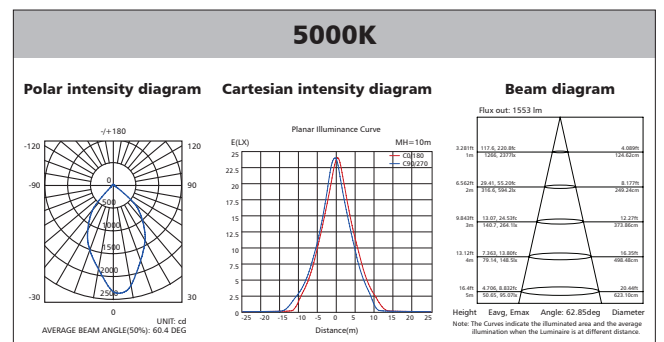 5000K
Polar intensity diagram
Cartesian intensity diagram
Beam diagram
-/+180
-120
120
-90
90
-30
30
0
500
1000
1500
2000
2500
0
UNIT: cd
AVERAGE BEAM ANGLE(50%): 60.4 DEG
Planar Illuminance Curve
E(LX)
MH=10m
C0/180
C90/270
25
22.5
20
17.5
15
12.5
10
7.5
5
2.5
0
-25 -20 -15 -10 -5 0 5 10 15 20 25
Distance(m)
Flux out: 1553 lm
3.281ft 117.6, 220.8fc 4.089ft
1m 1266, 2377lx 124.62cm
6.562ft 29.41, 55.20fc 8.177ft
2m 316.6, 594.2lx 249.24cm
9.843ft 13.07, 24.53fc 12.27ft
3m 140.7, 264.1lx 373.86cm
13.12ft 7.363, 13.80fc 16.35ft
4m 79.14, 148.5lx 498.48cm
16.4ft 4.706, 8.832fc 20.44ft
5m 50.65, 95.07lx 623.10cm
Height Eavg, Emax Angle: 62.85deg Diameter
Note: The Curves indicate the illuminated area and the average
illumination when the Luminaire is at different distance.